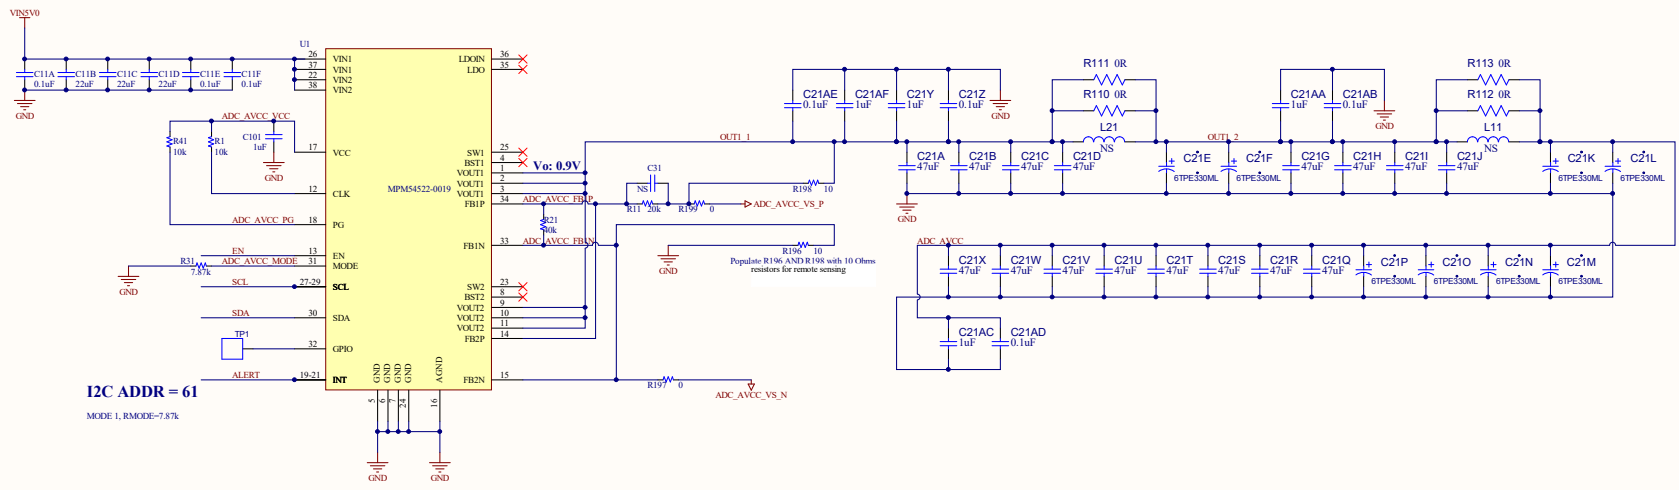 VIN5V0
C11A
0.1uF
C11B
22uF
C11C
22uF
C11D
22uF
C11E
0.1uF
C11F
0.1uF
GND
U1
26 VIN1
37 VIN1
22 VIN2
38 VIN2
17 VCC
12 CLK
18 PG
13 EN
31 MODE
27-29 SCL
30 SDA
32 GPIO
19-21 INT
MPM54522-0019
LDOIN 36
LDO 35
SW1 25
BST1 4
VOUT1 1
VOUT1 2
VOUT1 3
FB1P 34
FB1N 33
SW2 23
BST2 8
VOUT2 9
VOUT2 10
VOUT2 11
FB2P 14
FB2N 15
GND GND GND GND AGND
5 6 7 24 16
GND GND
ADC_AVCC_VCC
R41
10k
R1
10k
C101
1uF
GND
ADC_AVCC_PG
EN
R31
7.87k
ADC_AVCC_MODE
GND
SCL
SDA
TP1
ALERT
I2C ADDR = 61
MODE 1, RMODE=7.87k
Vo: 0.9V
ADC_AVCC_FB1P
R21
40k
ADC_AVCC_FB1N
C31
NS
R11 20k
R199 0
R198 10
ADC_AVCC_VS_P
GND
R196 10
Populate R196 AND R198 with 10 Ohms
resistors for remote sensing
R197 0
ADC_AVCC_VS_N
OUT1_1
C21AE
0.1uF
C21AF
1uF
C21Y
1uF
C21Z
0.1uF
GND
R111 0R
R110 0R
L21
NS
C21A
47uF
C21B
47uF
C21C
47uF
C21D
47uF
GND
OUT1_2
C21E
6TPE330ML
C21F
6TPE330ML
C21G
47uF
C21H
47uF
C21I
47uF
C21J
47uF
C21AA
1uF
C21AB
0.1uF
GND
R113 0R
R112 0R
L11
NS
C21K
6TPE330ML
C21L
6TPE330ML
ADC_AVCC
C21X
47uF
C21W
47uF
C21V
47uF
C21U
47uF
C21T
47uF
C21S
47uF
C21R
47uF
C21Q
47uF
C21P
6TPE330ML
C21O
6TPE330ML
C21N
6TPE330ML
C21M
6TPE330ML
C21AC
1uF
C21AD
0.1uF